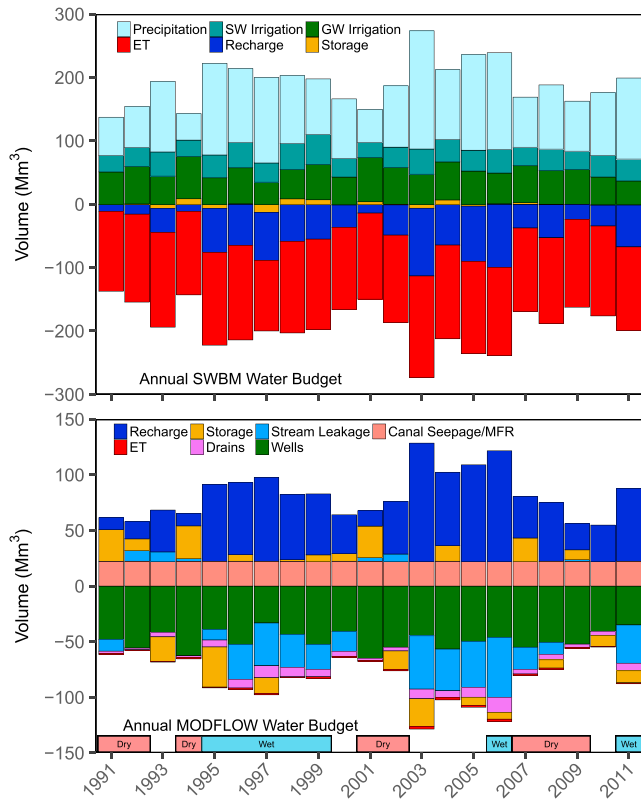 300
Precipitation SW Irrigation GW Irrigation
ET Recharge Storage
200
100
0
−100
−200
−300
Volume (Mm³)
Annual SWBM Water Budget
150
Recharge Storage Stream Leakage Canal Seepage/MFR
ET Drains Wells
100
50
0
−50
−100
−150
Volume (Mm³)
Annual MODFLOW Water Budget
Dry Dry Wet Dry Wet Dry Wet
1991 1993 1995 1997 1999 2001 2003 2005 2007 2009 2011